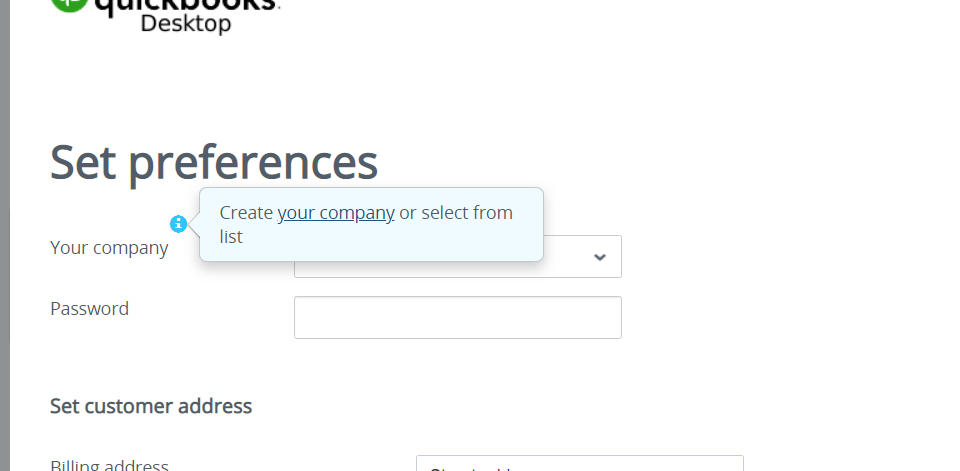 quickbooks.
Desktop
Set preferences
Create your company or select from
list
Your company
Password
Set customer address
Billing address